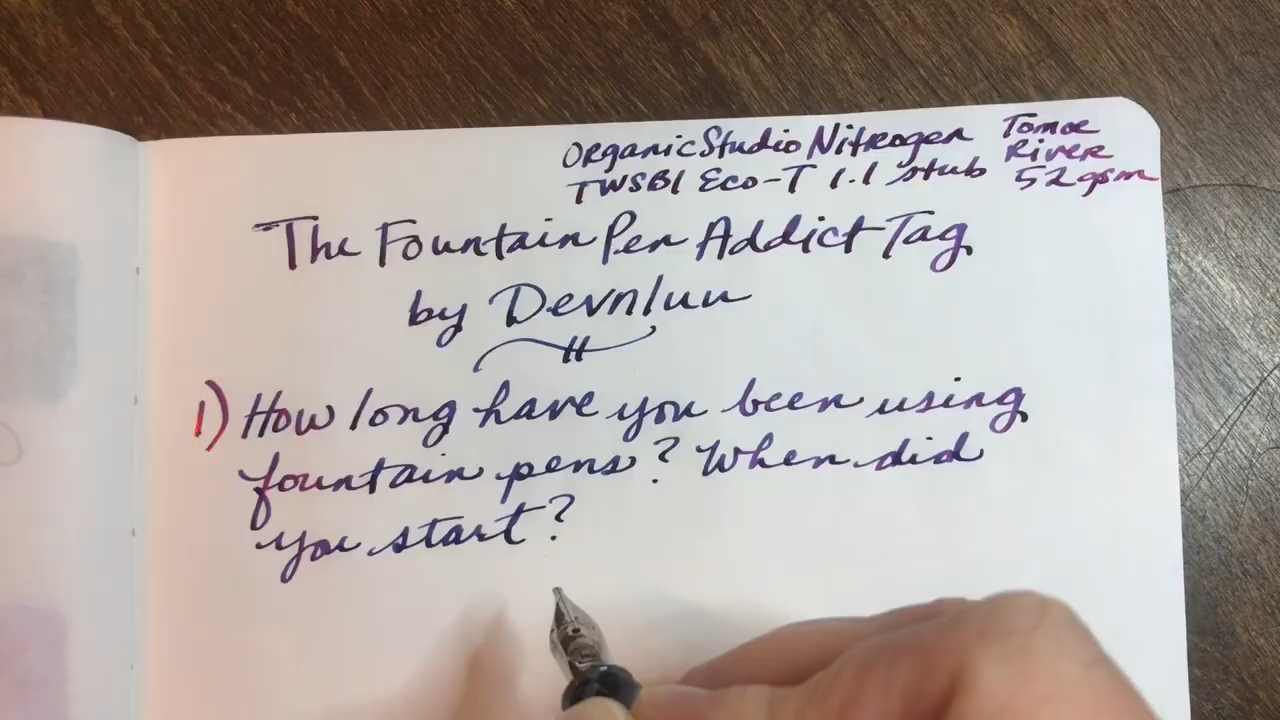 Organic Studio Nitrogen
TWSBI Eco-T 1.1 stub
Tomoe
River
52gsm
The Fountain Pen Addict Tag
by Devnluu
1) How long have you been using
fountain pens? When did
you start?